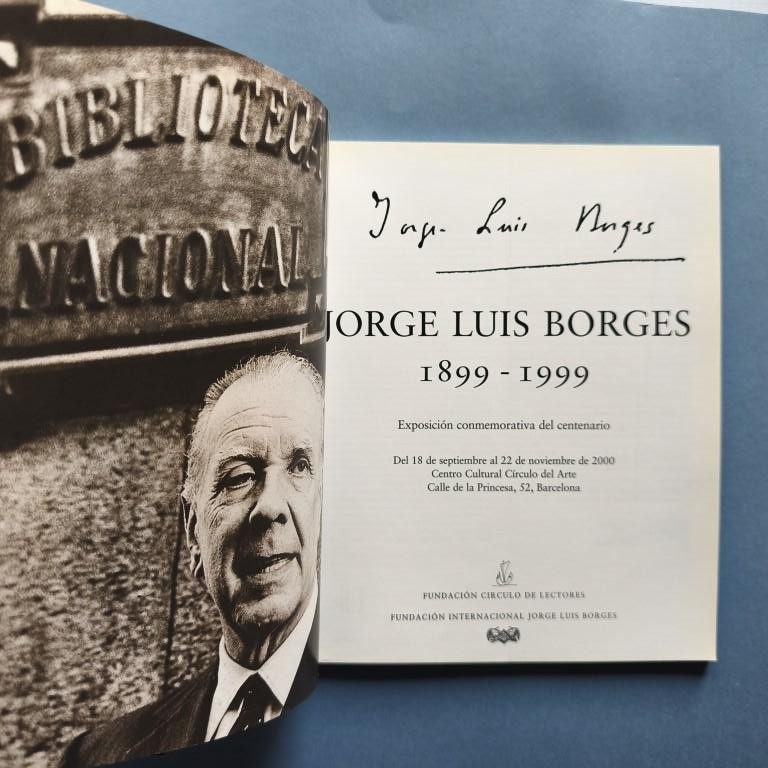 BIBLIOTECA
NACIONAL
Jorge Luis Borges
JORGE LUIS BORGES
1899 - 1999
Exposición conmemorativa del centenario
Del 18 de septiembre al 22 de noviembre de 2000
Centro Cultural Círculo del Arte
Calle de la Princesa, 52, Barcelona
FUNDACIÓN CÍRCULO DE LECTORES
FUNDACIÓN INTERNACIONAL JORGE LUIS BORGES